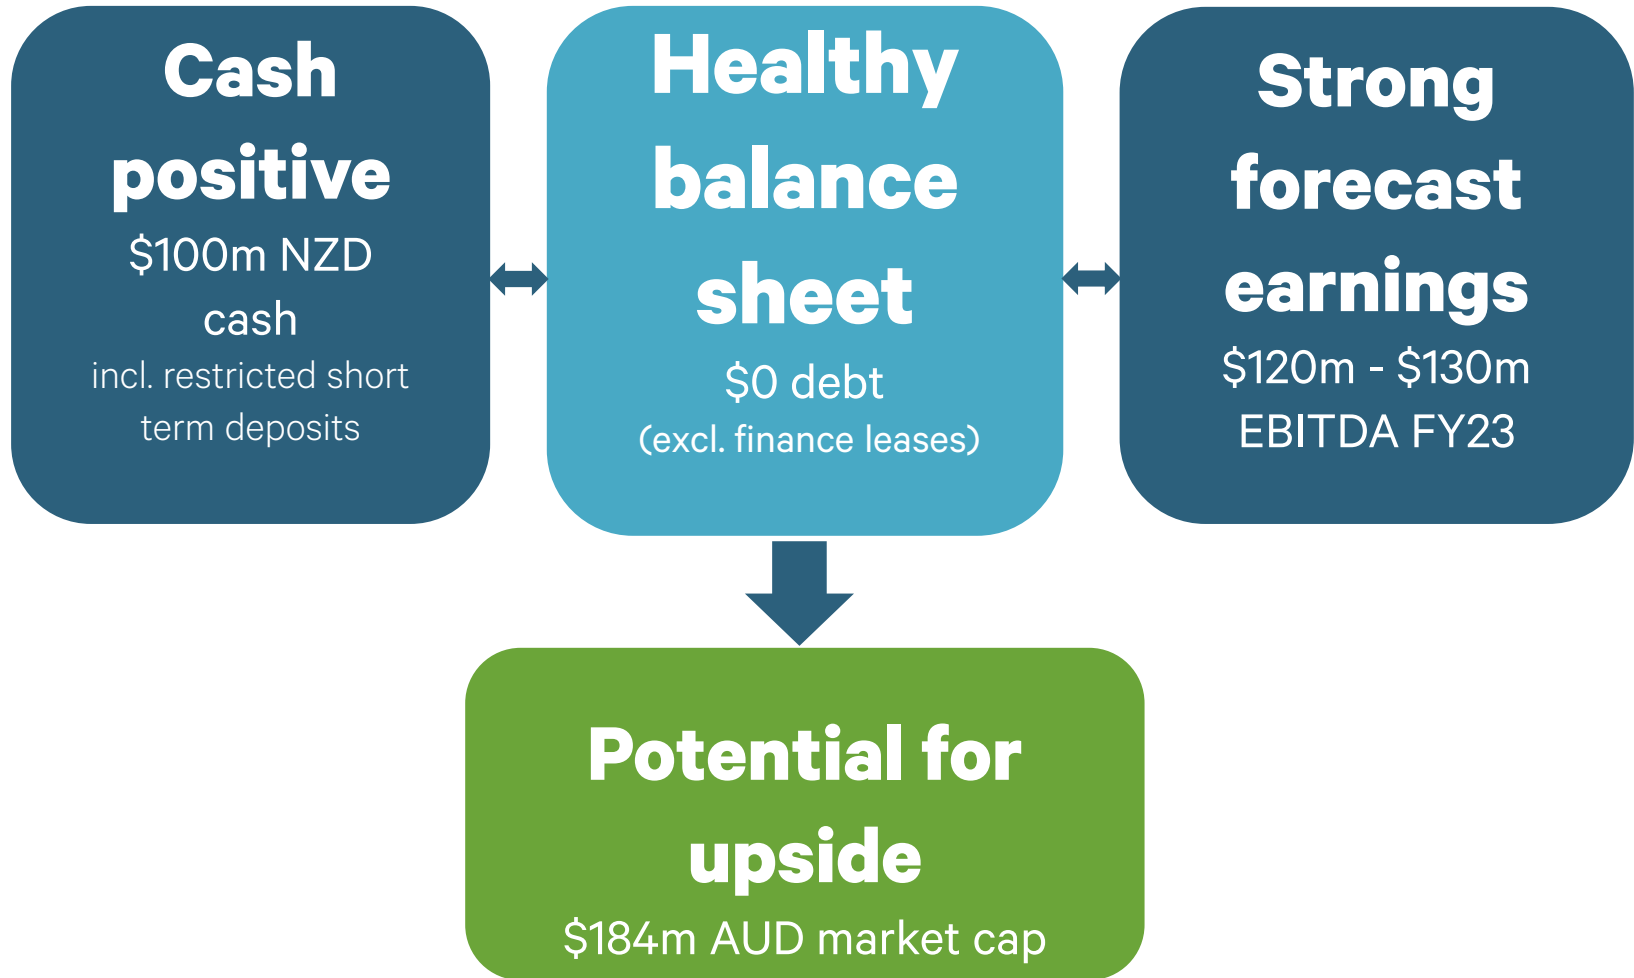 Cash
positive
$100m NZD
cash
incl. restricted short
term deposits
Healthy
balance
sheet
$0 debt
(excl. finance leases)
Strong
forecast
earnings
$120m - $130m
EBITDA FY23
Potential for
upside
$184m AUD market cap